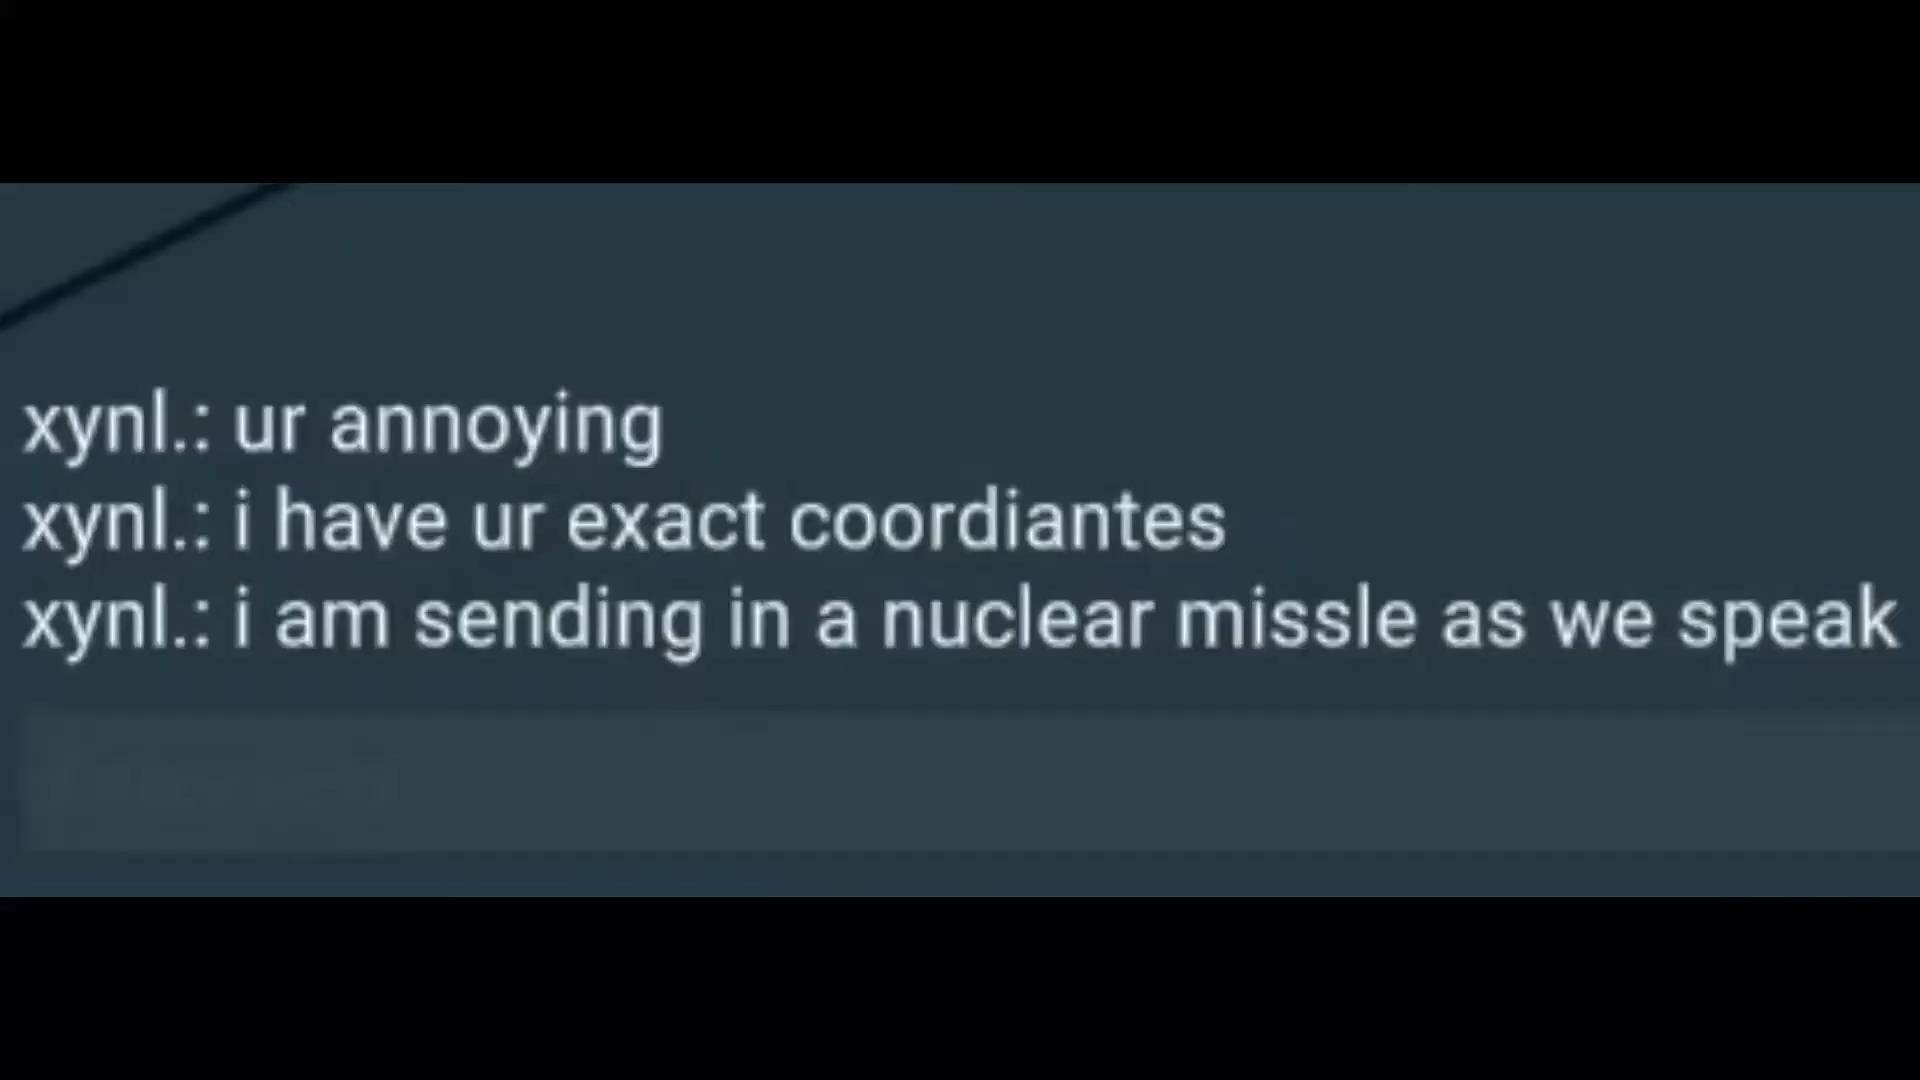 xynl.: ur annoying
xynl.: i have ur exact coordiantes
xynl.: i am sending in a nuclear missle as we speak